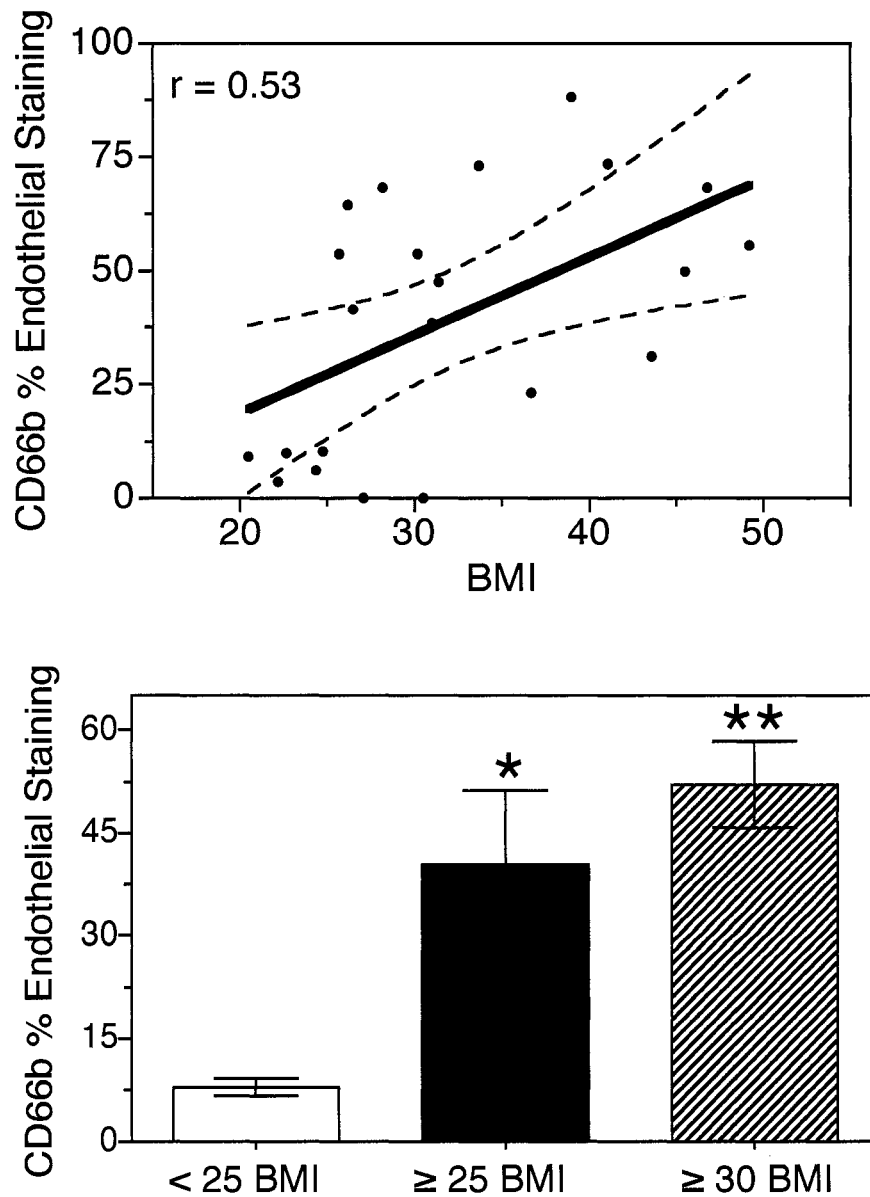 CD66b % Endothelial Staining
100
75
50
25
0
r = 0.53
20 30 40 50
BMI
CD66b % Endothelial Staining
60
45
30
15
0
*
**
< 25 BMI ≥ 25 BMI ≥ 30 BMI